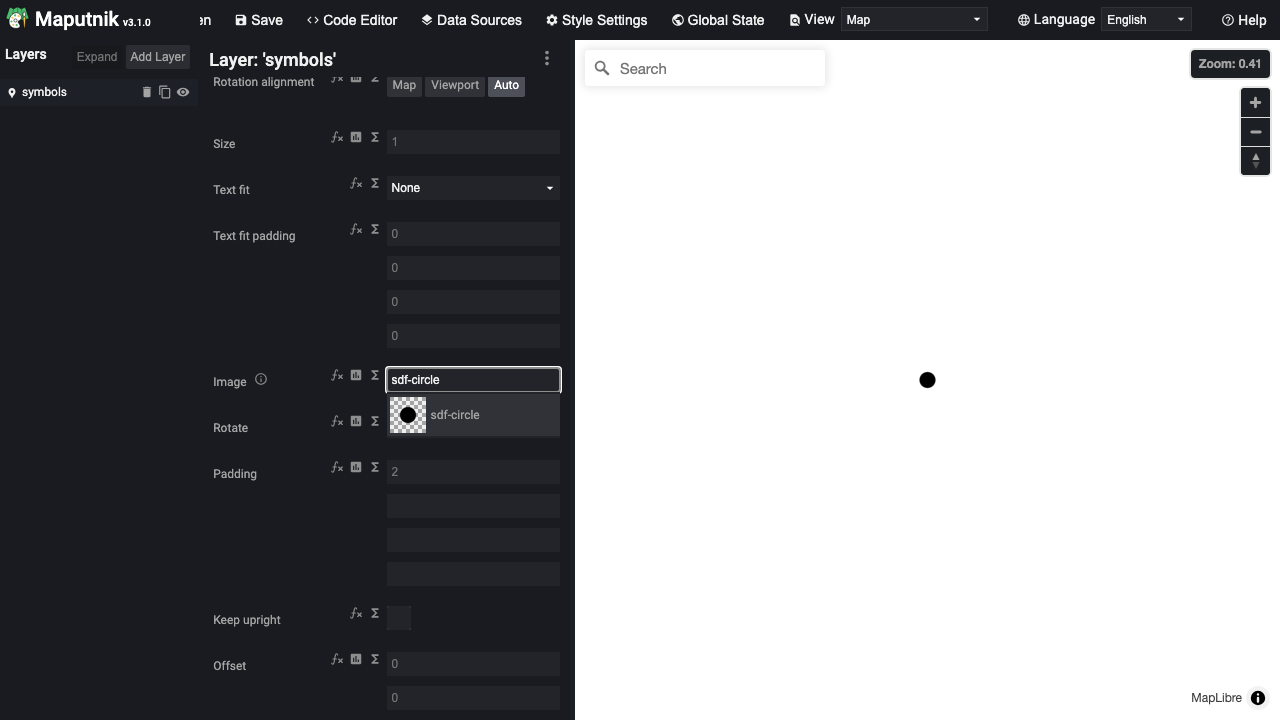 Maputnik v3.1.0
en
Save
Code Editor
Data Sources
Style Settings
Global State
View
Map
Language
English
Help
Layers
Expand
Add Layer
symbols
Layer: 'symbols'
Rotation alignment
Map
Viewport
Auto
Size
1
Text fit
None
Text fit padding
0
0
0
0
Image
sdf-circle
sdf-circle
Rotate
Padding
2
Keep upright
Offset
0
0
Search
Zoom: 0.41
MapLibre